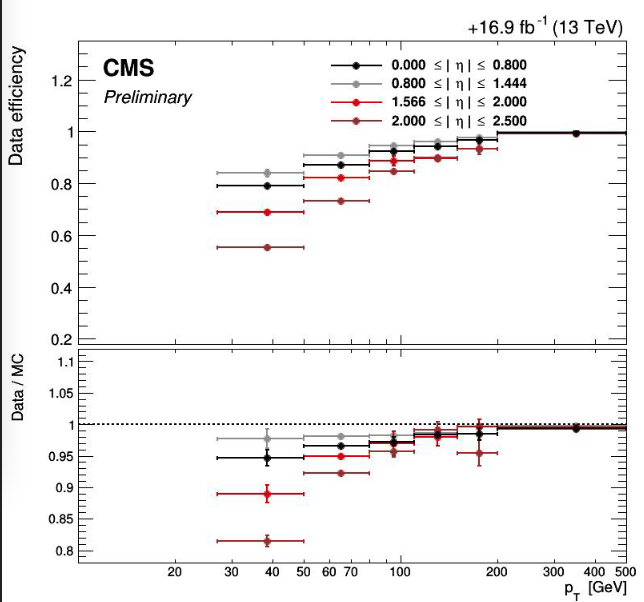 +16.9 fb⁻¹ (13 TeV)
CMS
Preliminary
0.000 ≤ | η | ≤ 0.800
0.800 ≤ | η | ≤ 1.444
1.566 ≤ | η | ≤ 2.000
2.000 ≤ | η | ≤ 2.500
Data efficiency
1.2
1
0.8
0.6
0.4
0.2
Data / MC
1.1
1.05
1
0.95
0.9
0.85
0.8
20 30 40 50 60 70 100 200 300 400 500
p_T [GeV]